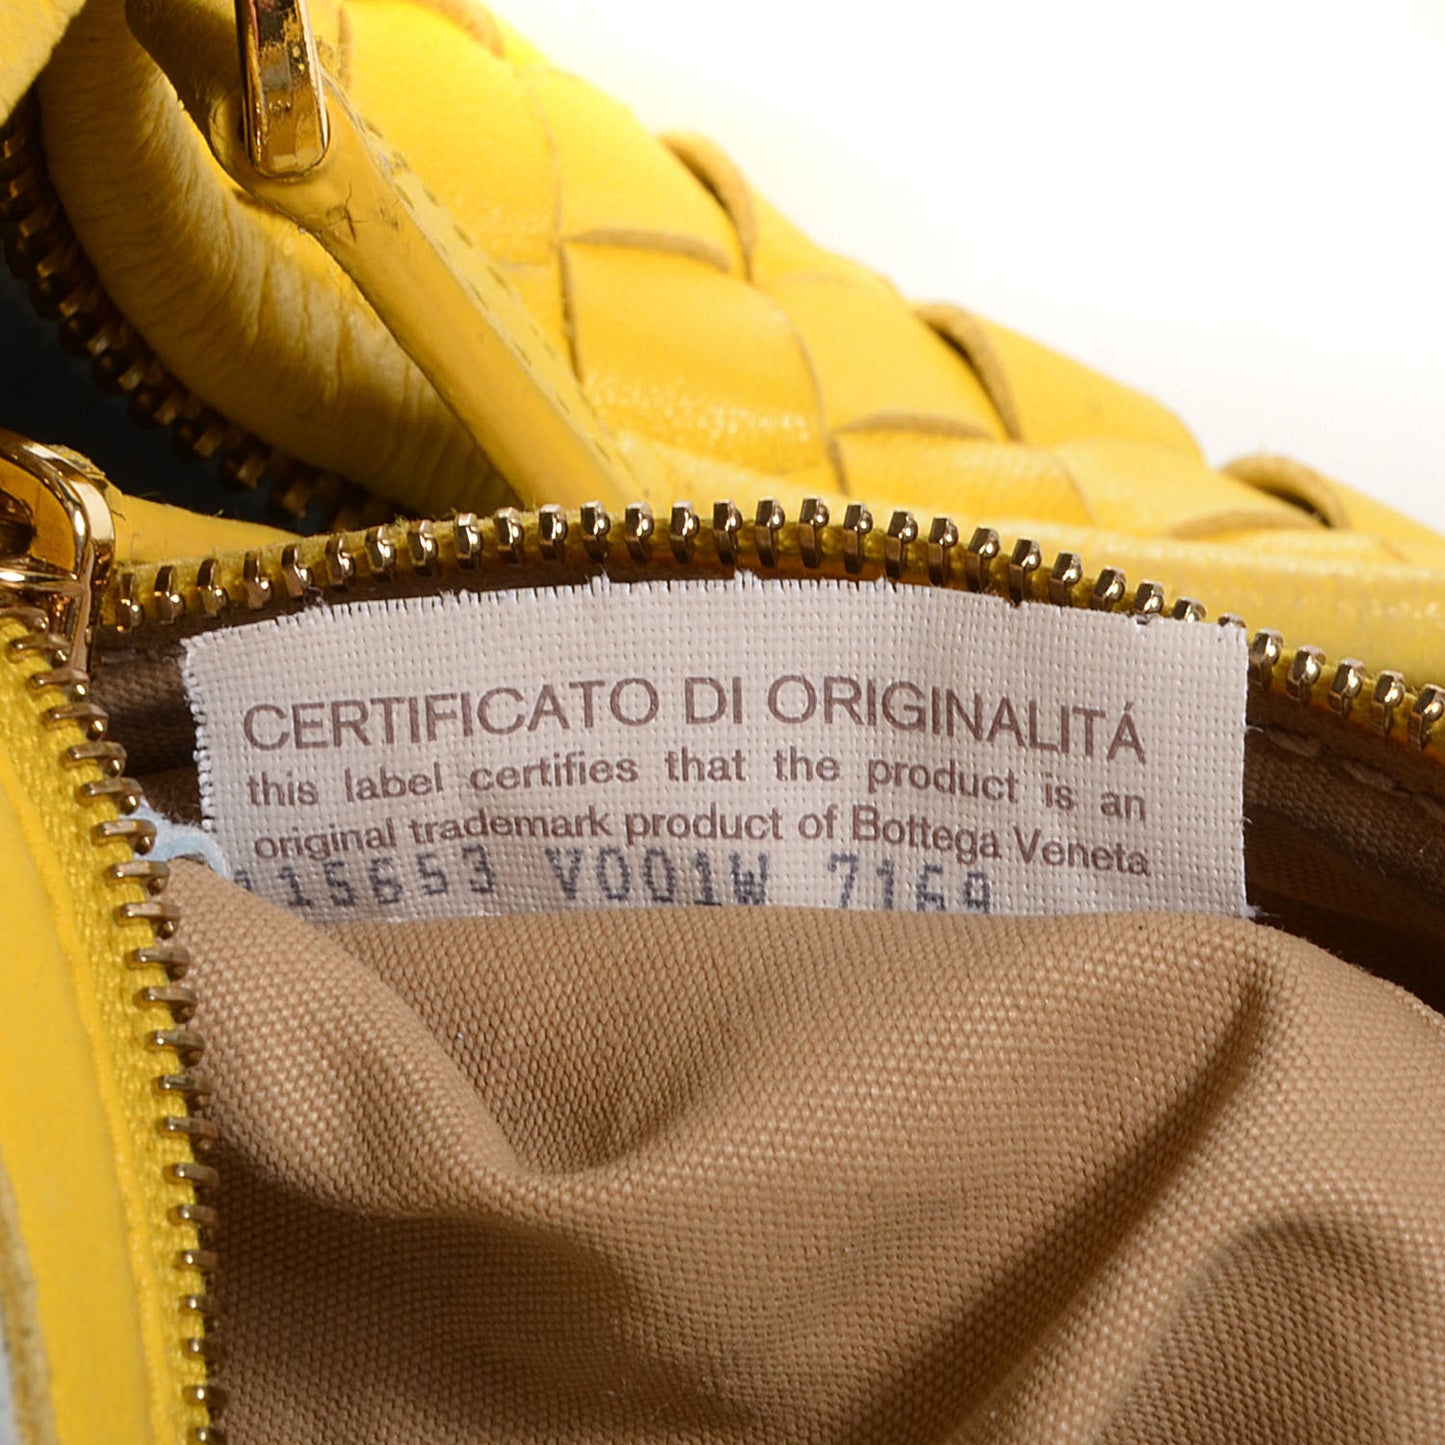 CERTIFICATO DI ORIGINALITÁ
this label certifies that the product is an
original trademark product of Bottega Veneta
115653 V001W 7169